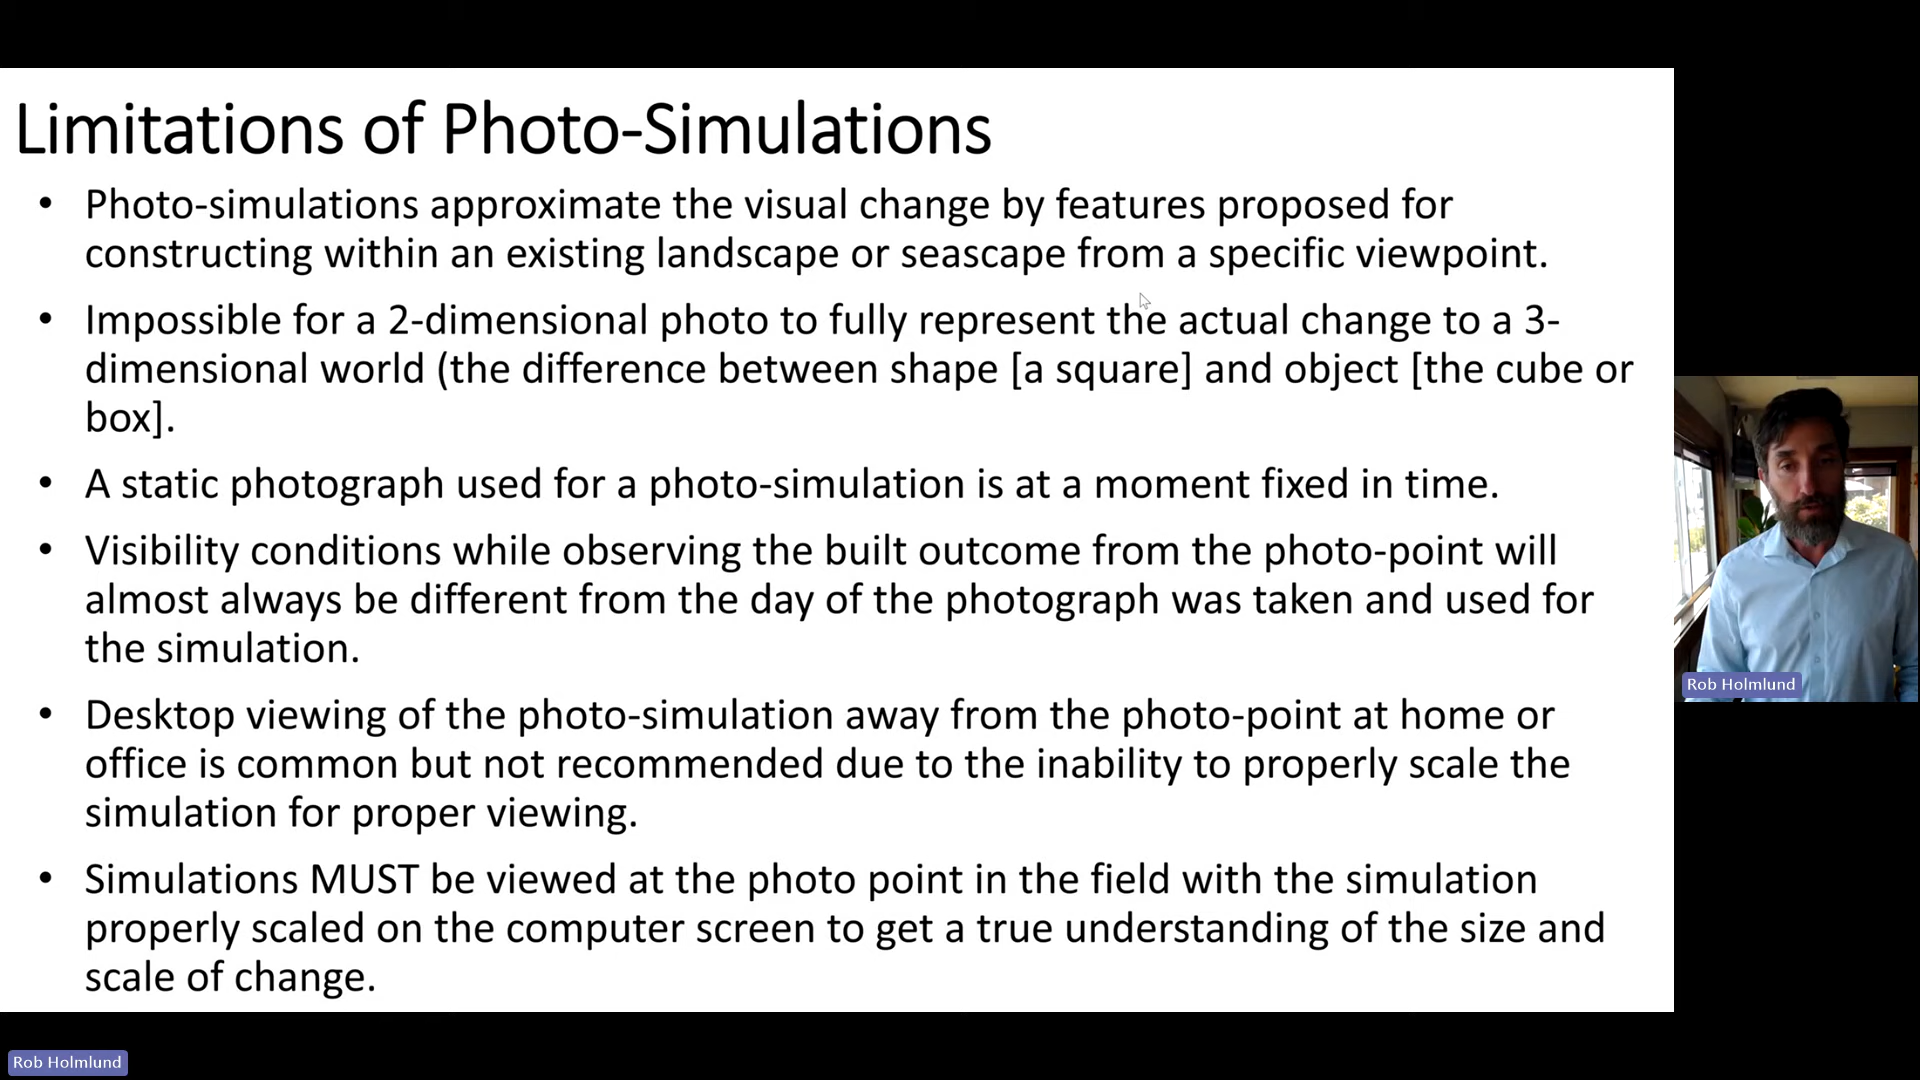 Limitations of Photo-Simulations
• Photo-simulations approximate the visual change by features proposed for
constructing within an existing landscape or seascape from a specific viewpoint.
• Impossible for a 2-dimensional photo to fully represent the actual change to a 3-
dimensional world (the difference between shape [a square] and object [the cube or
box].
• A static photograph used for a photo-simulation is at a moment fixed in time.
• Visibility conditions while observing the built outcome from the photo-point will
almost always be different from the day of the photograph was taken and used for
the simulation.
• Desktop viewing of the photo-simulation away from the photo-point at home or
office is common but not recommended due to the inability to properly scale the
simulation for proper viewing.
• Simulations MUST be viewed at the photo point in the field with the simulation
properly scaled on the computer screen to get a true understanding of the size and
scale of change.
Rob Holmlund
Rob Holmlund